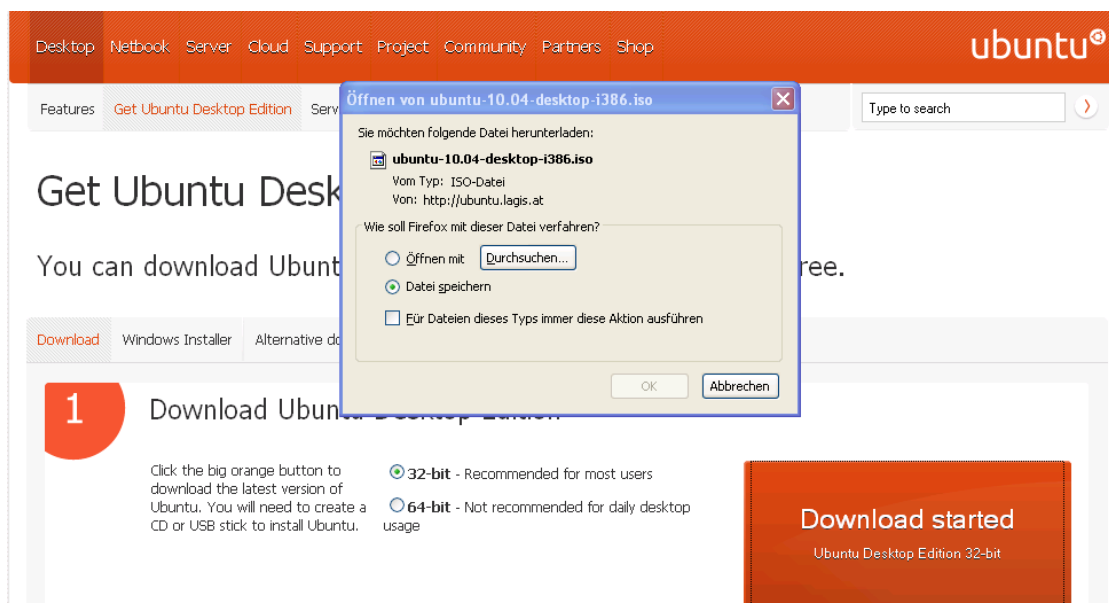 Desktop Netbook Server Cloud Support Project Community Partners Shop
ubuntu
Features Get Ubuntu Desktop Edition Serv
Type to search
Öffnen von ubuntu-10.04-desktop-i386.iso
Sie möchten folgende Datei herunterladen:
ubuntu-10.04-desktop-i386.iso
Vom Typ: ISO-Datei
Von: http://ubuntu.lagis.at
Wie soll Firefox mit dieser Datei verfahren?
Öffnen mit Durchsuchen...
Datei speichern
Für Dateien dieses Typs immer diese Aktion ausführen
OK Abbrechen
Get Ubuntu Desk
You can download Ubunt ree.
Download Windows Installer Alternative do
1
Download Ubuntu Desktop Edition
Click the big orange button to
download the latest version of
Ubuntu. You will need to create a
CD or USB stick to install Ubuntu.
32-bit - Recommended for most users
64-bit - Not recommended for daily desktop
usage
Download started
Ubuntu Desktop Edition 32-bit